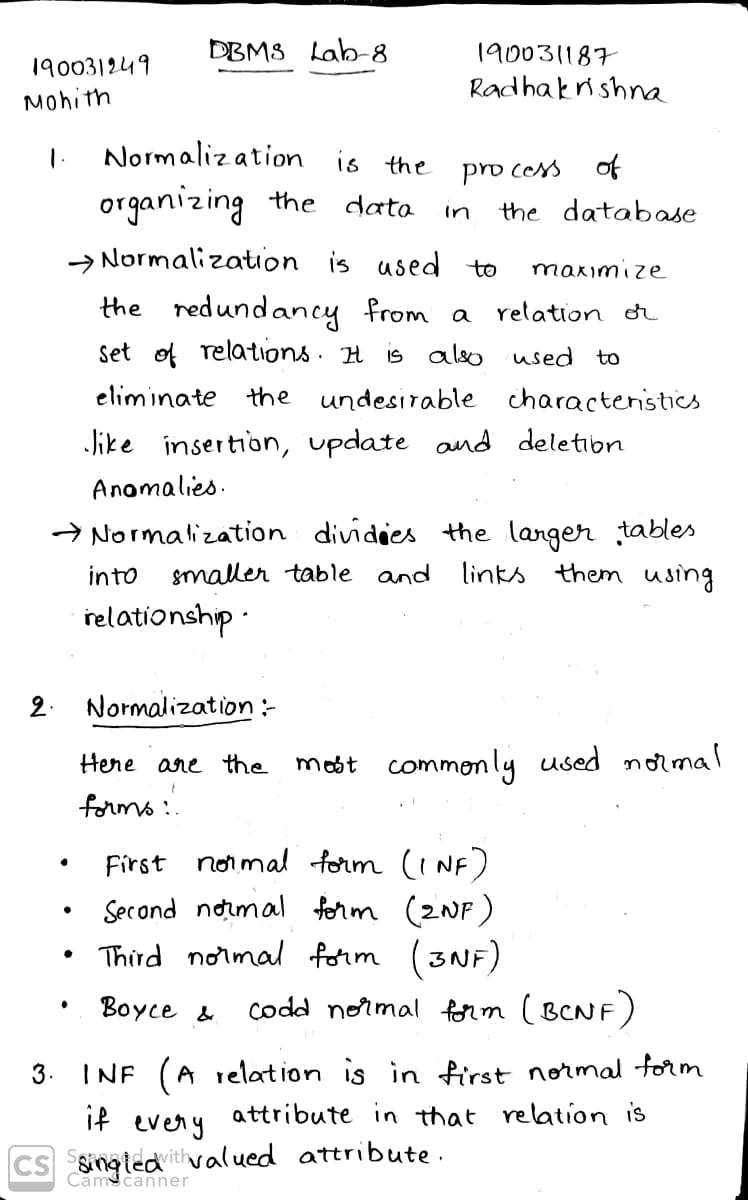 DBMS Lab-8
190031249
Mohith
190031187
Radhakrishna
1. Normalization is the process of
organizing the data in the database
→ Normalization is used to maximize
the redundancy from a relation or
set of relations. It is also used to
eliminate the undesirable characteristics
like insertion, update and deletion
Anomalies.
→ Normalization dividies the larger tables
into smaller table and links them using
relationship.
2. Normalization :-
Here are the most commonly used normal
forms :.
• First normal form (1NF)
• Second normal form (2NF)
• Third normal form (3NF)
• Boyce & codd normal form (BCNF)
3. 1NF (A relation is in first normal form
if every attribute in that relation is
singled valued attribute.
CS Scanned with
CamScanner